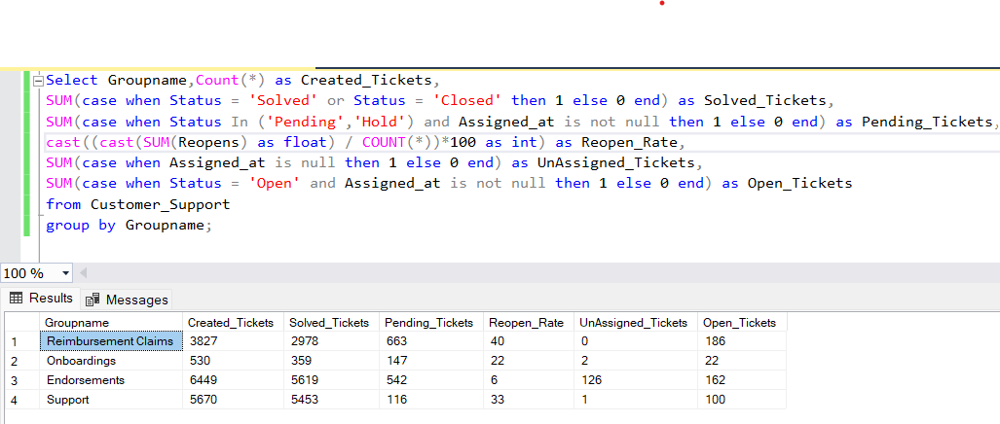 Select Groupname,Count(*) as Created_Tickets,
SUM(case when Status = 'Solved' or Status = 'Closed' then 1 else 0 end) as Solved_Tickets,
SUM(case when Status In ('Pending','Hold') and Assigned_at is not null then 1 else 0 end) as Pending_Tickets,
cast((cast(SUM(Reopens) as float) / COUNT(*))*100 as int) as Reopen_Rate,
SUM(case when Assigned_at is null then 1 else 0 end) as UnAssigned_Tickets,
SUM(case when Status = 'Open' and Assigned_at is not null then 1 else 0 end) as Open_Tickets
from Customer_Support
group by Groupname;
100 %
Results Messages
Groupname Created_Tickets Solved_Tickets Pending_Tickets Reopen_Rate UnAssigned_Tickets Open_Tickets
1 Reimbursement Claims 3827 2978 663 40 0 186
2 Onboardings 530 359 147 22 2 22
3 Endorsements 6449 5619 542 6 126 162
4 Support 5670 5453 116 33 1 100